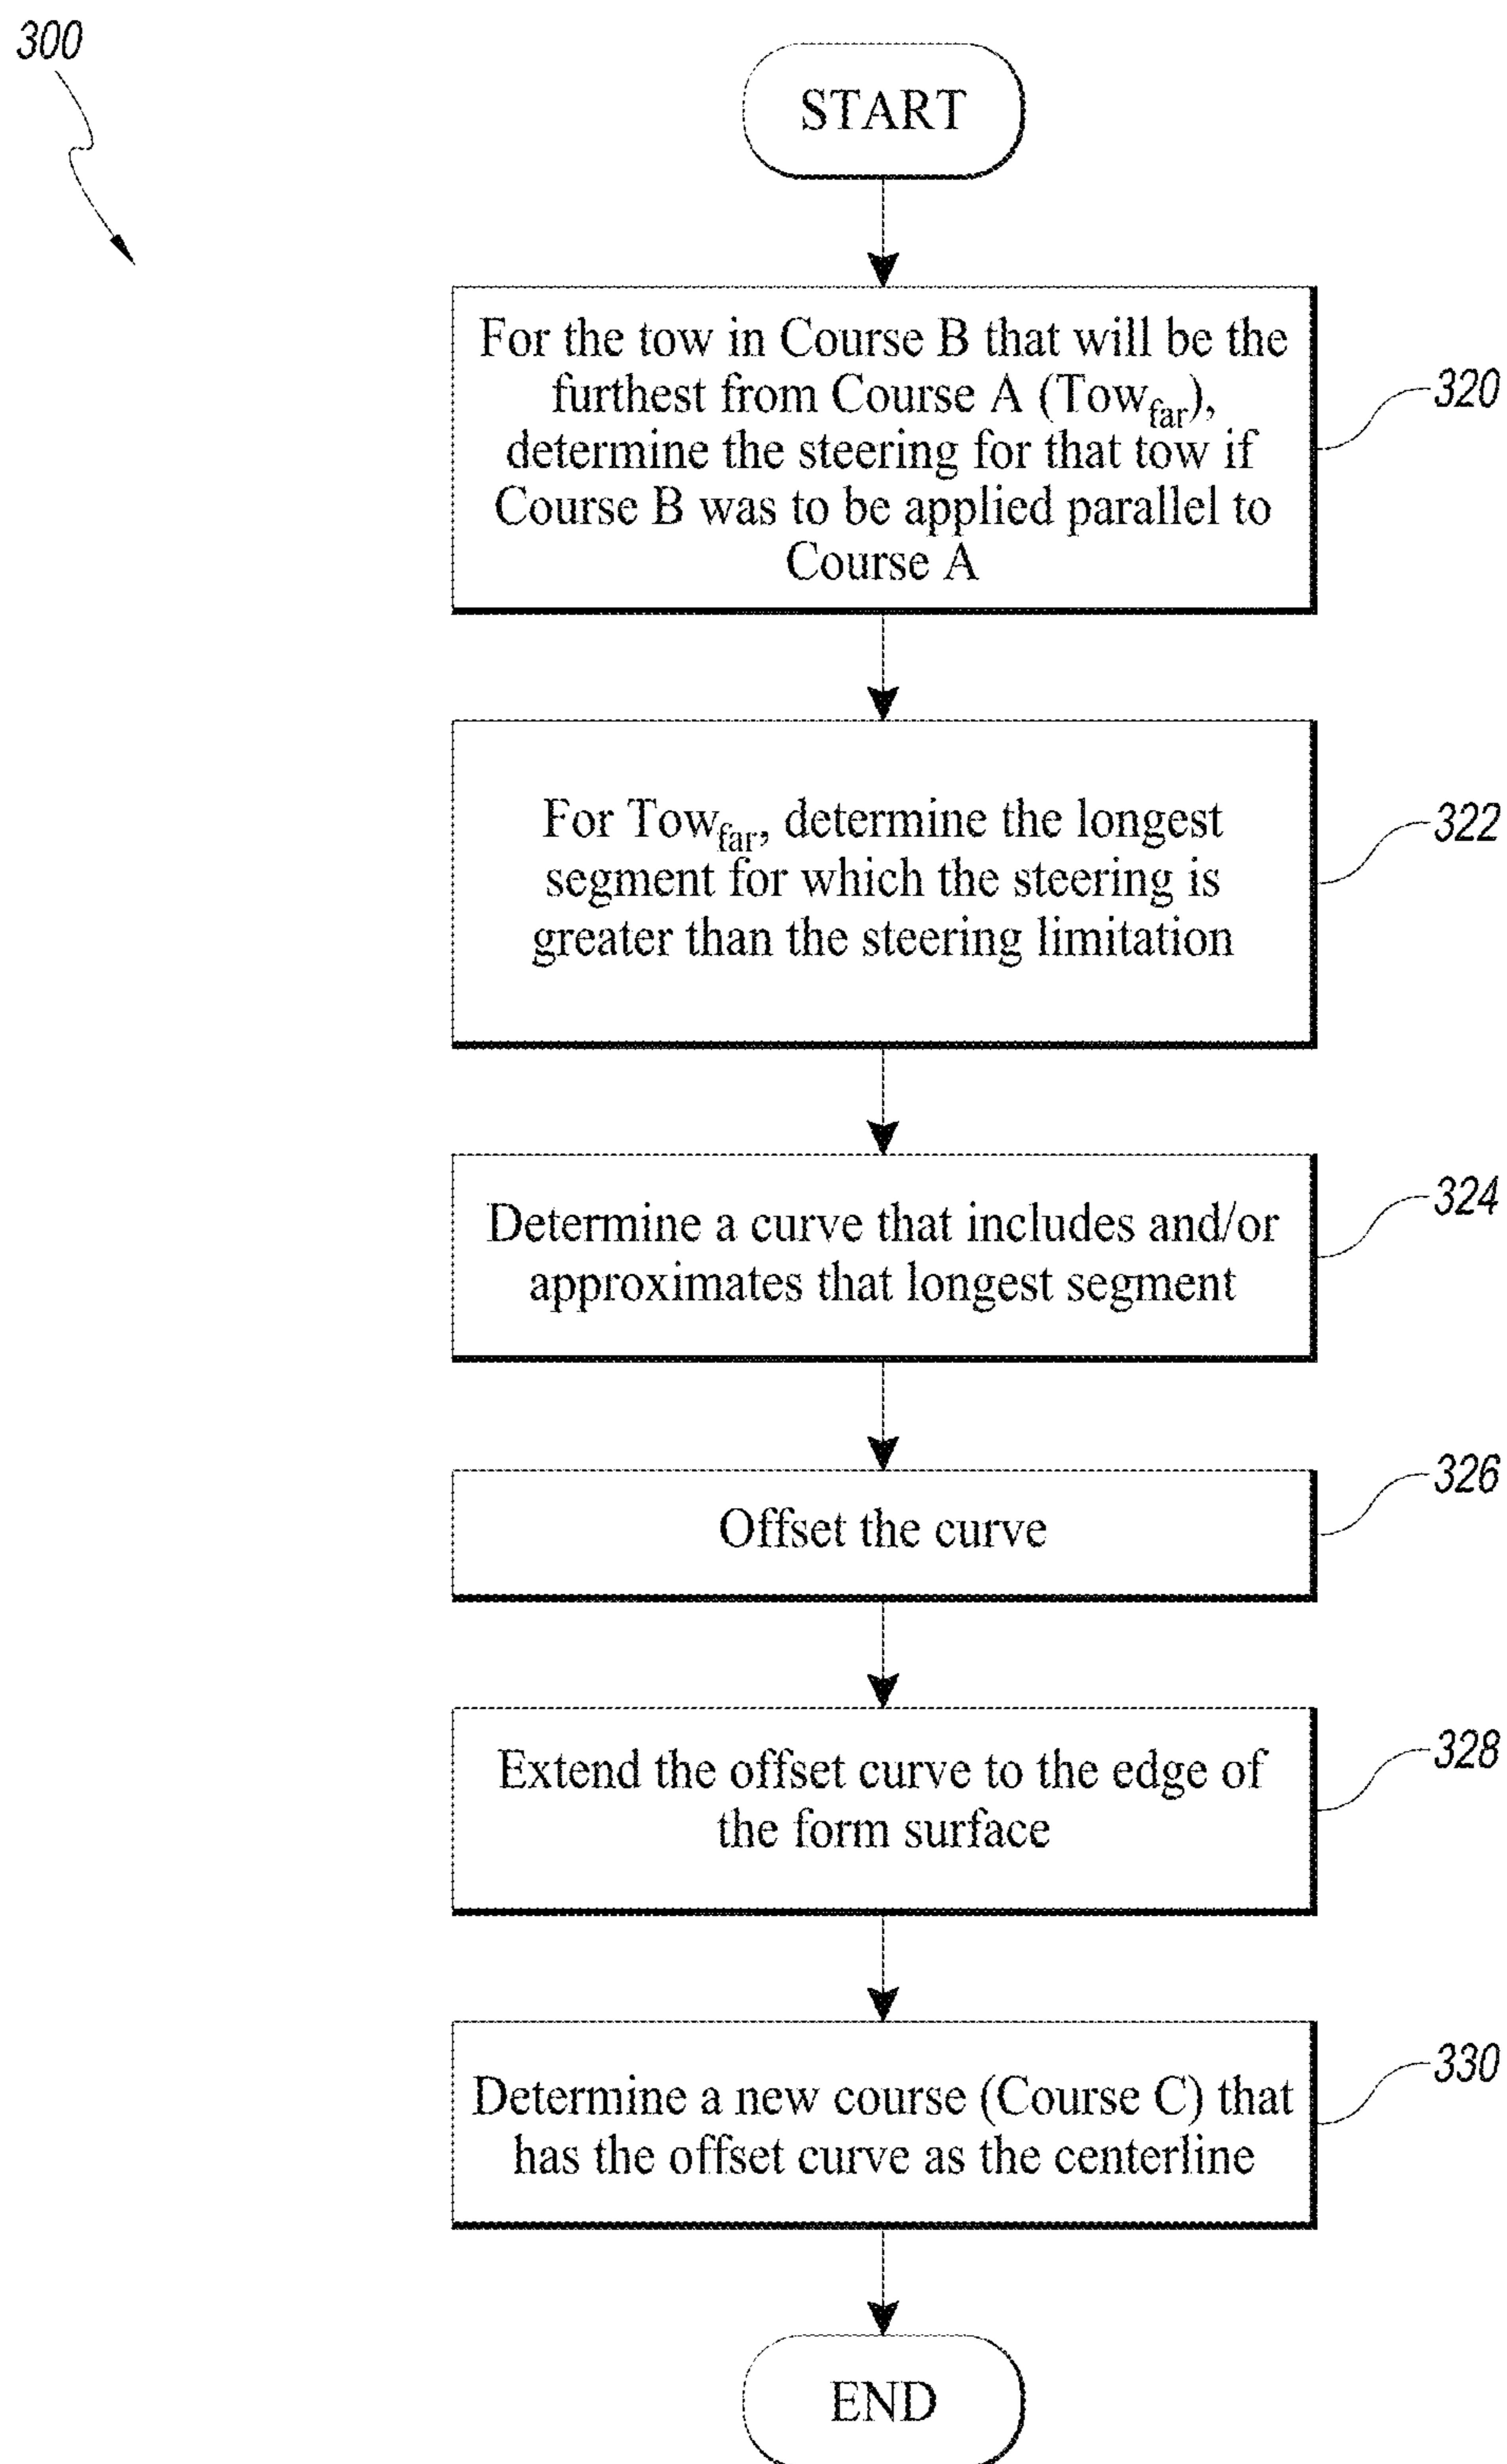 300
START
For the tow in Course B that will be the
furthest from Course A (Towfar),
determine the steering for that tow if
Course B was to be applied parallel to
Course A
320
For Towfar, determine the longest
segment for which the steering is
greater than the steering limitation
322
Determine a curve that includes and/or
approximates that longest segment
324
Offset the curve
326
Extend the offset curve to the edge of
the form surface
328
Determine a new course (Course C) that
has the offset curve as the centerline
330
END